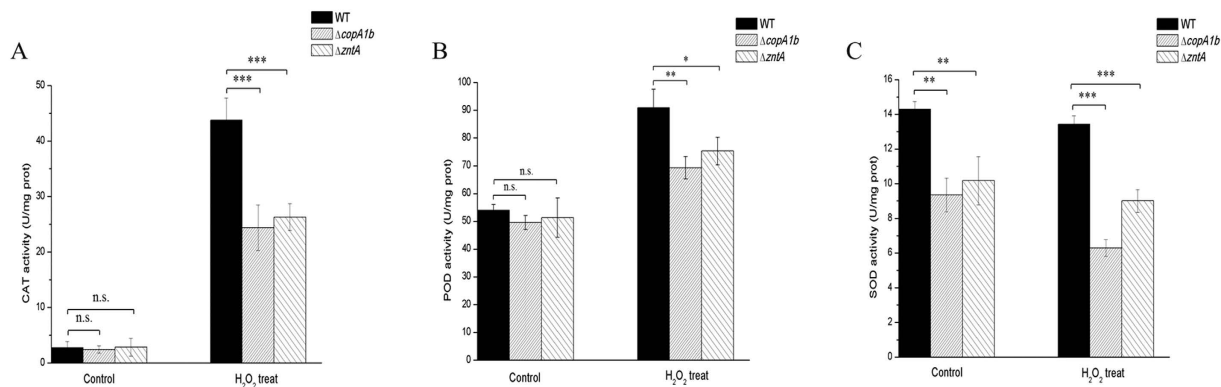 A
WT
ΔcopA1b
ΔzntA
CAT activity (U/mg prot)
50
40
30
20
10
0
n.s.
n.s.
***
***
Control
H₂O₂ treat
B
WT
ΔcopA1b
ΔzntA
POD activity (U/mg prot)
100
90
80
70
60
50
40
30
20
10
0
n.s.
n.s.
*
**
Control
H₂O₂ treat
C
WT
ΔcopA1b
ΔzntA
SOD activity (U/mg prot)
16
14
12
10
8
6
4
2
0
**
**
***
***
Control
H₂O₂ treat